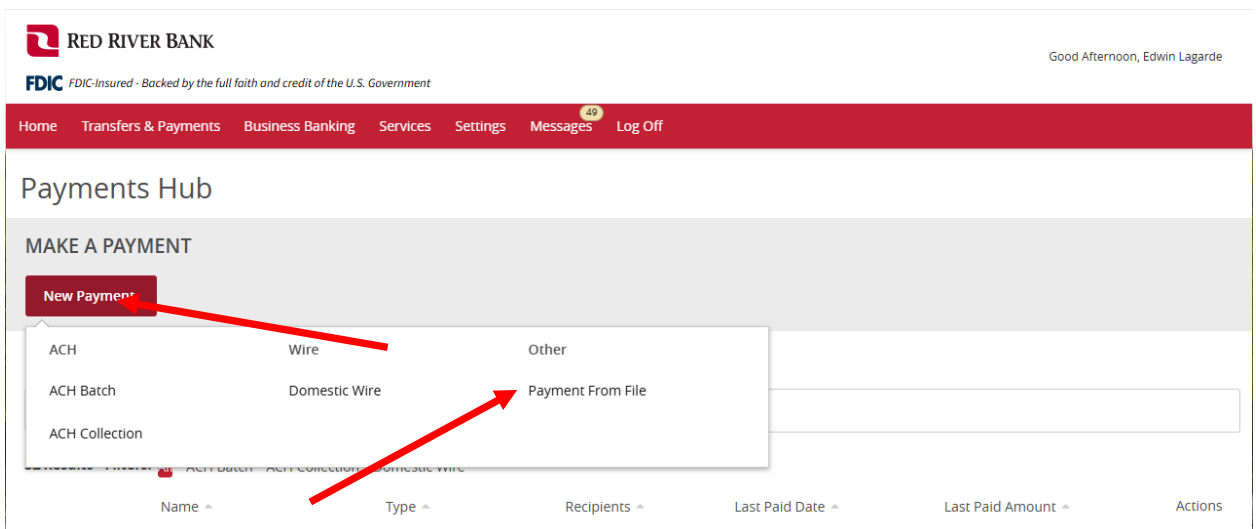 RED RIVER BANK
Good Afternoon, Edwin Lagarde
FDIC FDIC-Insured - Backed by the full faith and credit of the U.S. Government
Home Transfers & Payments Business Banking Services Settings Messages 49 Log Off
Payments Hub
MAKE A PAYMENT
New Payment
ACH Wire Other
ACH Batch Domestic Wire Payment From File
ACH Collection
Results Filters: All ACH Batch ACH Collection Domestic Wire
Name Type Recipients Last Paid Date Last Paid Amount Actions